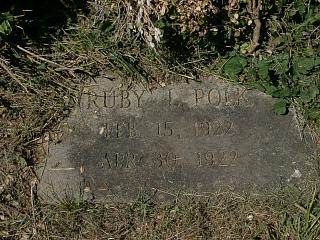 RUBY L. POLK
FEB. 15, 1922
APR. 30, 1922